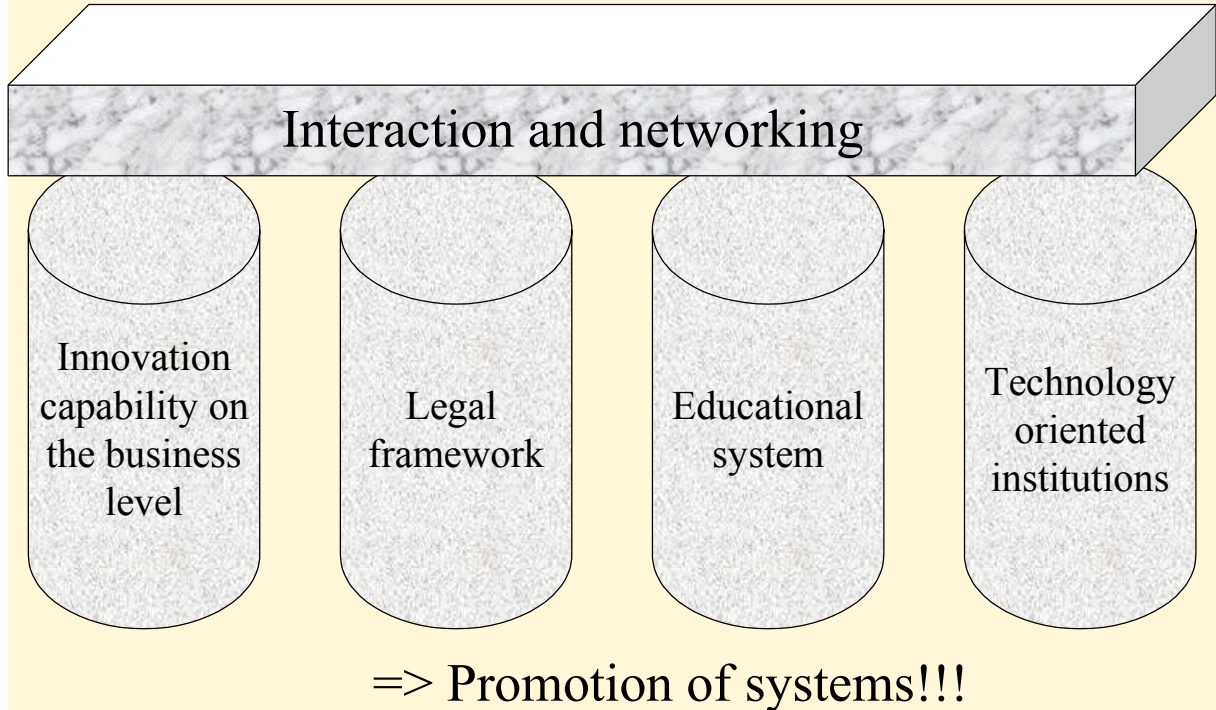 Interaction and networking
Innovation
capability on
the business
level
Legal
framework
Educational
system
Technology
oriented
institutions
=> Promotion of systems!!!